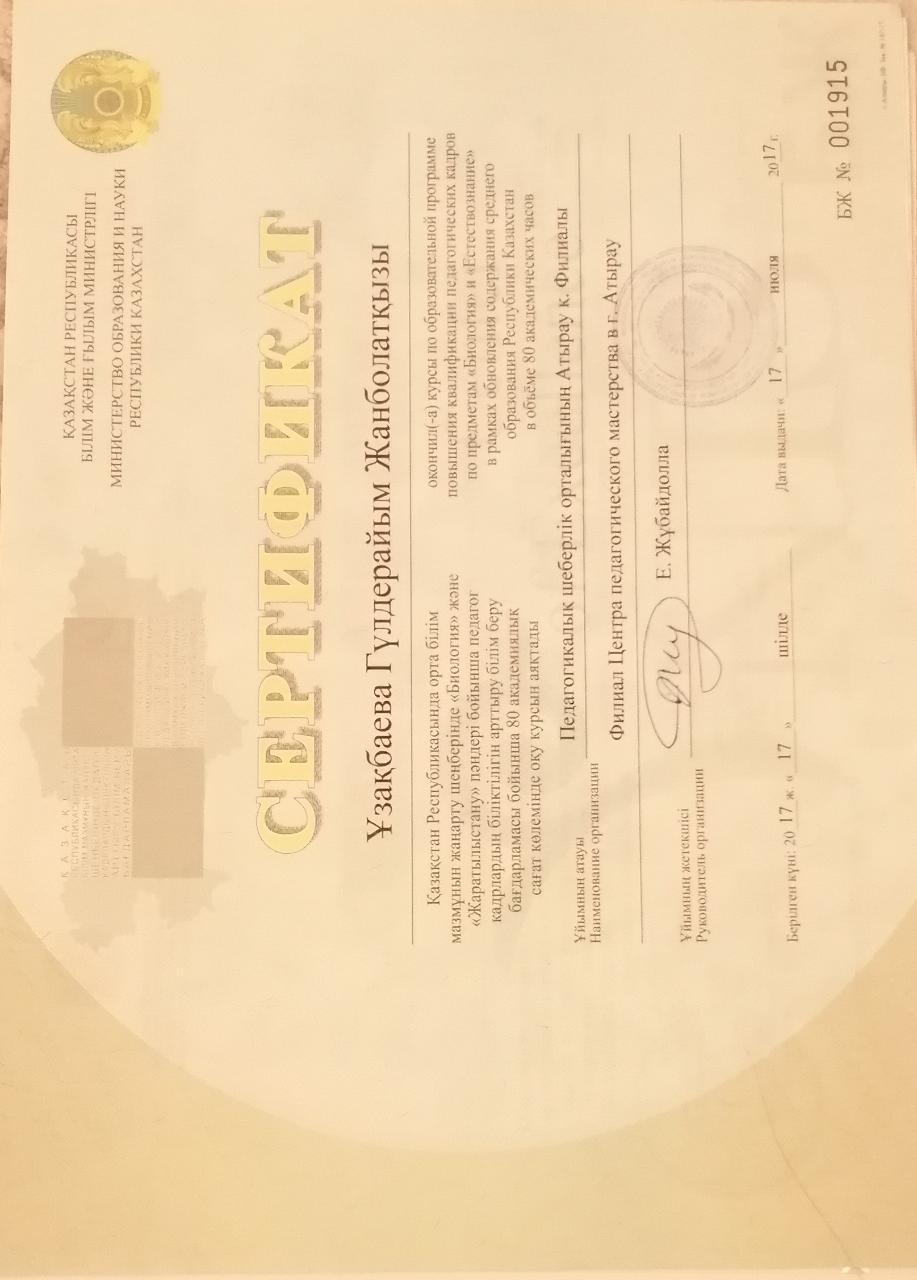 ҚАЗАҚСТАН РЕСПУБЛИКАСЫ
БІЛІМ ЖӘНЕ ҒЫЛЫМ МИНИСТРЛІГІ
МИНИСТЕРСТВО ОБРАЗОВАНИЯ И НАУКИ
РЕСПУБЛИКИ КАЗАХСТАН
СЕРТИФИКАТ
Ұзақбаева Гүлдерайым Жанболатқызы
Қазақстан Республикасында орта білім
мазмұнын жаңарту шеңберінде «Биология» және
«Жаратылыстану» пәндері бойынша педагог
кадрлардың біліктілігін арттыру білім беру
бағдарламасы бойынша 80 академиялық
сағат көлемінде оқу курсын аяқтады
окончил(-а) курсы по образовательной программе
повышения квалификации педагогических кадров
по предметам «Биология» и «Естествознание»
в рамках обновления содержания среднего
образования Республики Казахстан
в объёме 80 академических часов
Ұйымның атауы
Наименование организации
Педагогикалық шеберлік орталығының Атырау қ. Филиалы
Филиал Центра педагогического мастерства в г. Атырау
Ұйымның жетекшісі
Руководитель организации
Е. Жұбайдолла
Берілген күні: 2017 ж. « 17 » шілде
Дата выдачи: « 17 » июля 2017 г.
БЖ № 001915